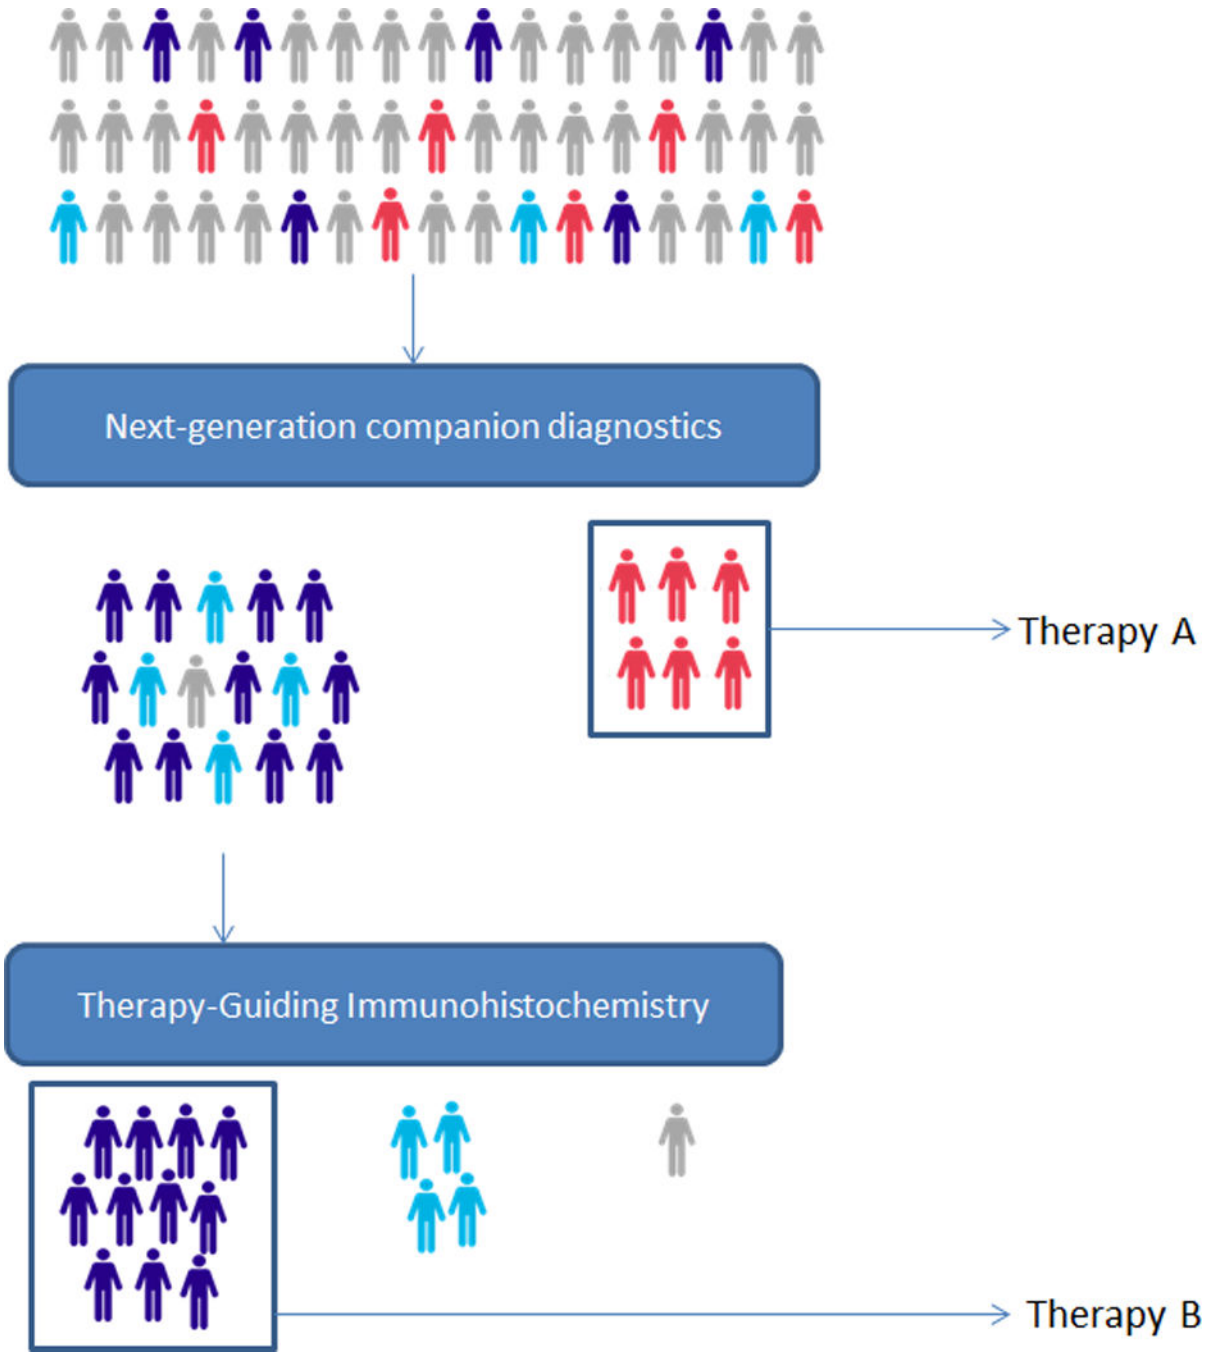 Next-generation companion diagnostics
Therapy A
Therapy-Guiding Immunohistochemistry
Therapy B